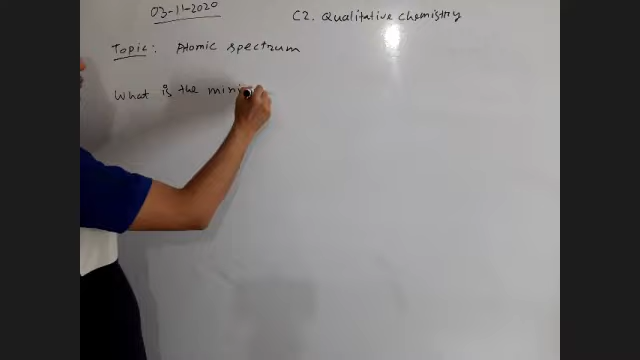 03-11-2020
C2. Qualitative chemistry
Topic: Atomic spectrum
What is the mini